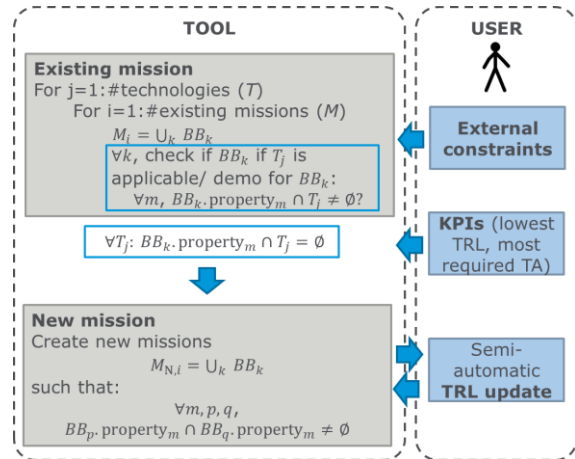 TOOL
Existing mission
For j=1:#technologies (T)
For i=1:#existing missions (M)
M_i = ⋃_k BB_k
∀k, check if BB_k if T_j is
applicable/ demo for BB_k:
∀m, BB_k.property_m ∩ T_j ≠ ∅?
∀T_j: BB_k.property_m ∩ T_j = ∅
New mission
Create new missions
M_{N,i} = ⋃_k BB_k
such that:
∀m, p, q,
BB_p.property_m ∩ BB_q.property_m ≠ ∅
USER
External
constraints
KPIs (lowest
TRL, most
required TA)
Semi-
automatic
TRL update